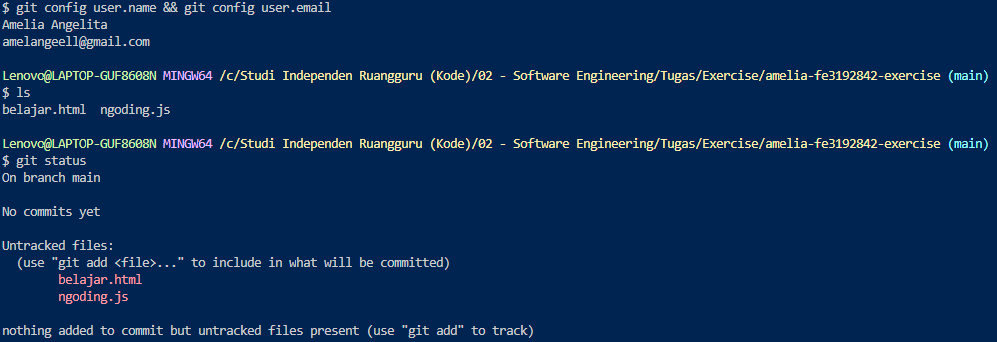 $ git config user.name && git config user.email
Amelia Angelita
amelangeell@gmail.com
Lenovo@LAPTOP-GUF8608N MINGW64 /c/Studi Independen Ruangguru (Kode)/02 - Software Engineering/Tugas/Exercise/amelia-fe3192842-exercise (main)
$ ls
belajar.html  ngoding.js
Lenovo@LAPTOP-GUF8608N MINGW64 /c/Studi Independen Ruangguru (Kode)/02 - Software Engineering/Tugas/Exercise/amelia-fe3192842-exercise (main)
$ git status
On branch main
No commits yet
Untracked files:
  (use "git add <file>..." to include in what will be committed)
        belajar.html
        ngoding.js
nothing added to commit but untracked files present (use "git add" to track)